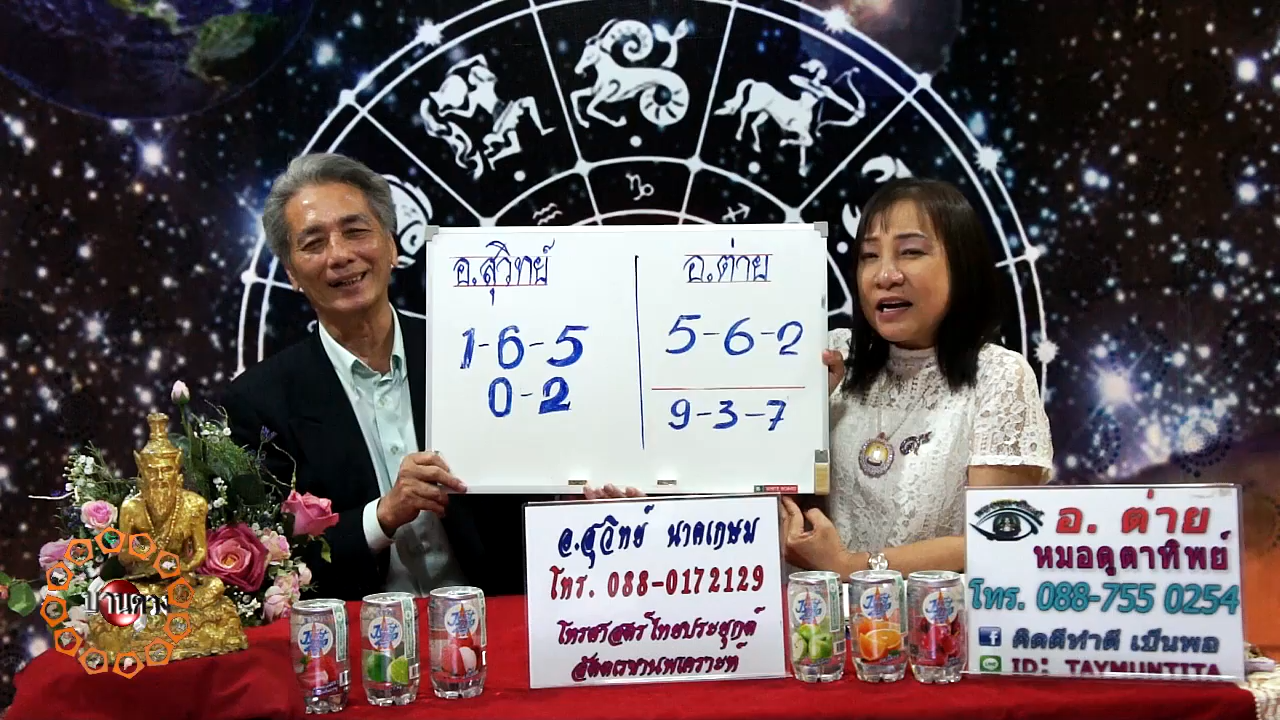 อ.สุวิทย์
1-6-5
0-2
อ.ต่าย
5-6-2
9-3-7
อ.สุวิทย์ นาคเกษม
โทร. 088-0172129
โหราศาสตร์ไทยประยุกต์
อ. ต่าย
หมอดูตาทิพย์
โทร. 088-755 0254
คิดดีทำดี เป็นพอ
ID: TAYMUNTITA
บ้านดวง